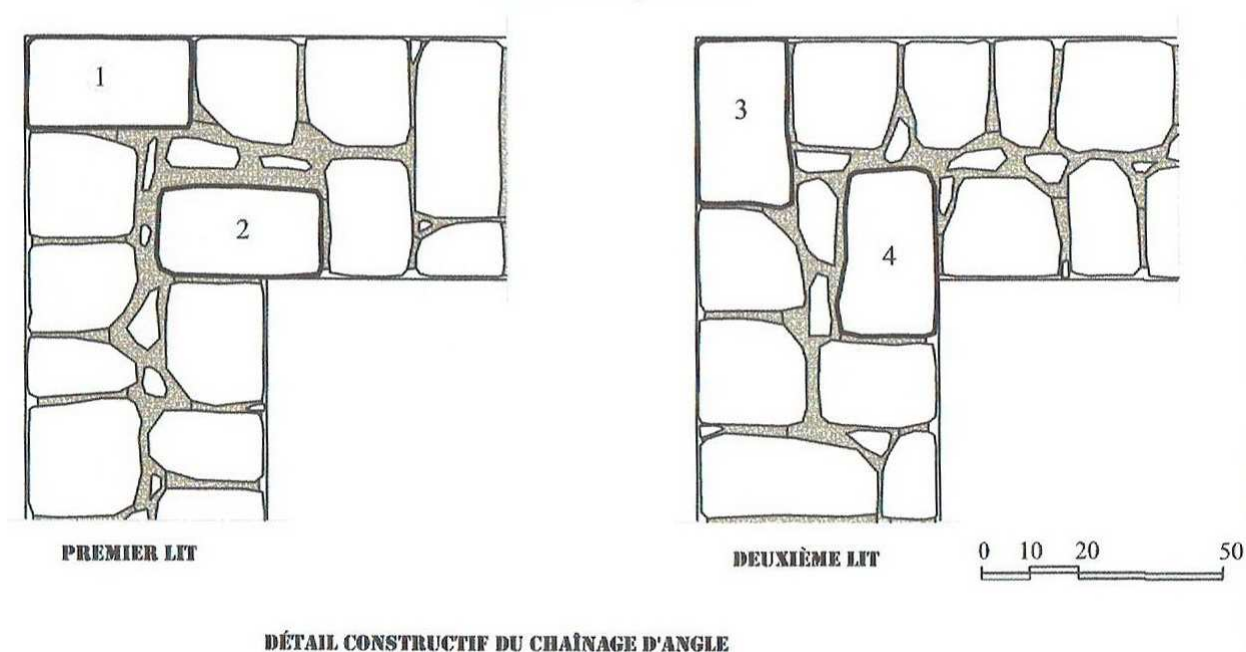 1
2
3
4
PREMIER LIT
DEUXIÈME LIT
0 10 20 50
DÉTAIL CONSTRUCTIF DU CHAÎNAGE D'ANGLE